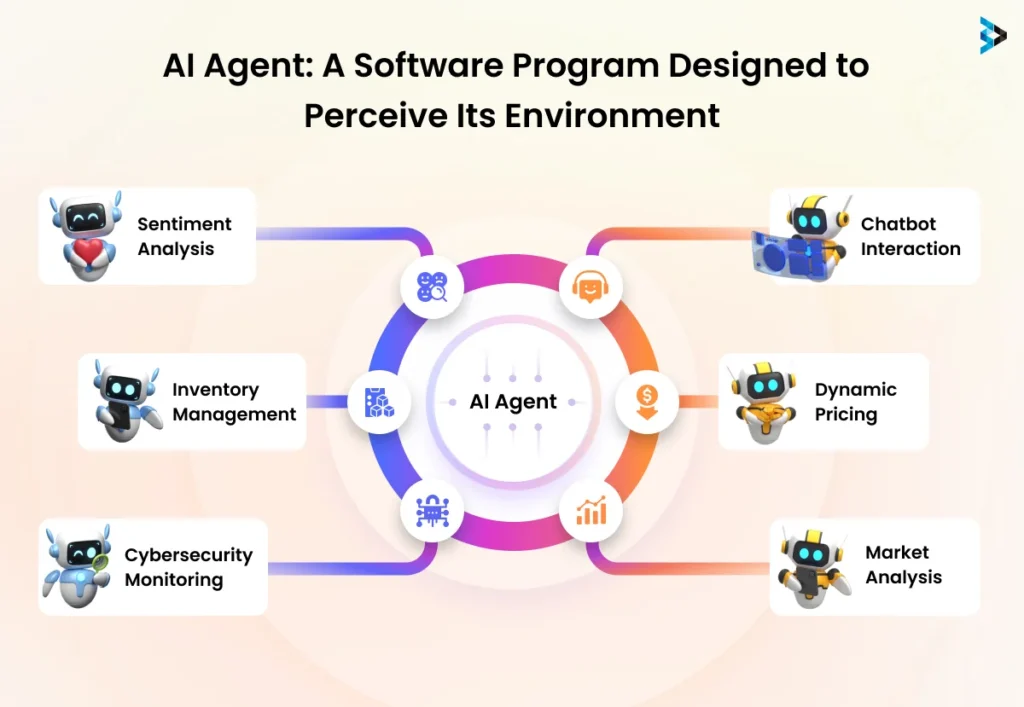 AI Agent: A Software Program Designed to
Perceive Its Environment
Sentiment
Analysis
Chatbot
Interaction
Inventory
Management
AI Agent
Dynamic
Pricing
Cybersecurity
Monitoring
Market
Analysis